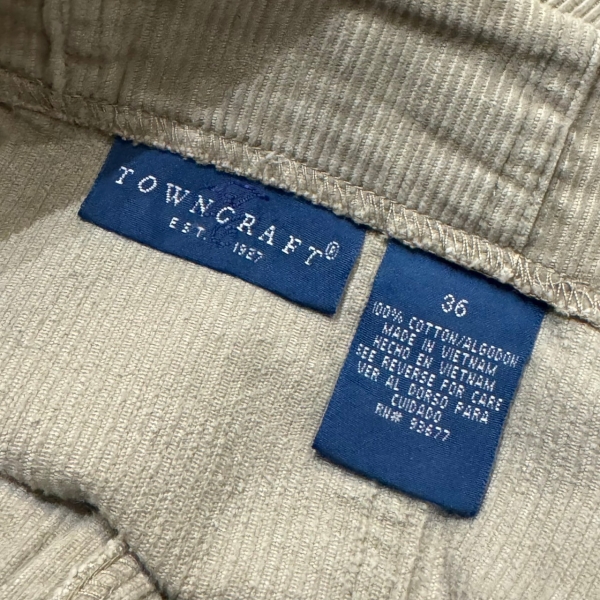 TOWNCRAFT®
EST. 1927
36
100% COTTON/ALGODON
MADE IN VIETNAM
HECHO EN VIETNAM
SEE REVERSE FOR CARE
VER AL DORSO PARA
CUIDADO
RN# 93677